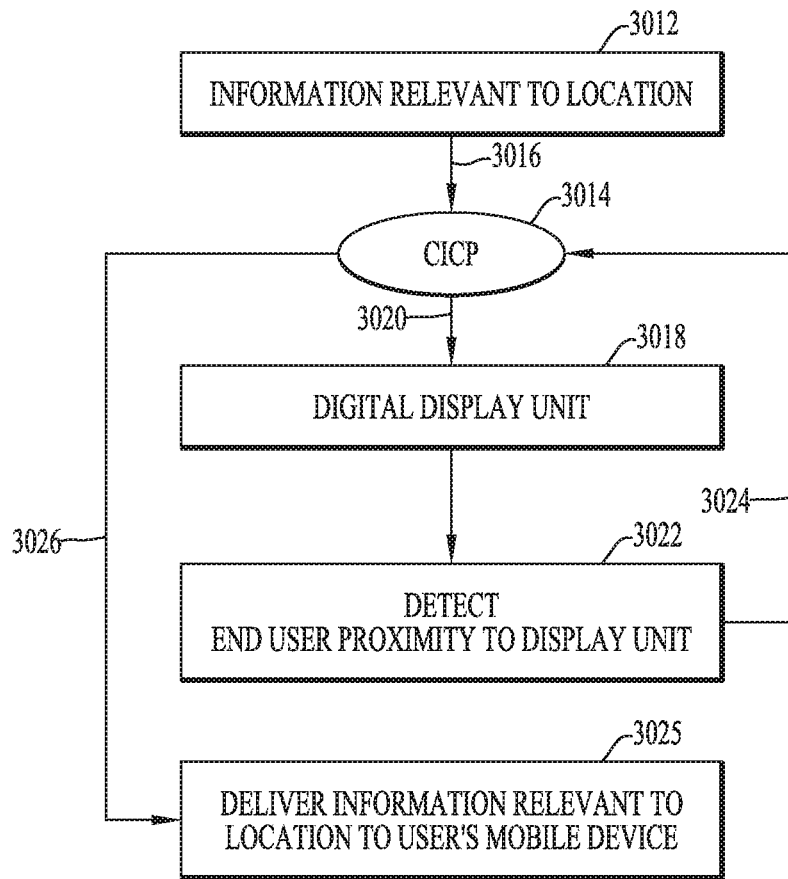 3012
INFORMATION RELEVANT TO LOCATION
3016
3014
CICP
3020
3018
DIGITAL DISPLAY UNIT
3024
3026
3022
DETECT
END USER PROXIMITY TO DISPLAY UNIT
3025
DELIVER INFORMATION RELEVANT TO
LOCATION TO USER'S MOBILE DEVICE